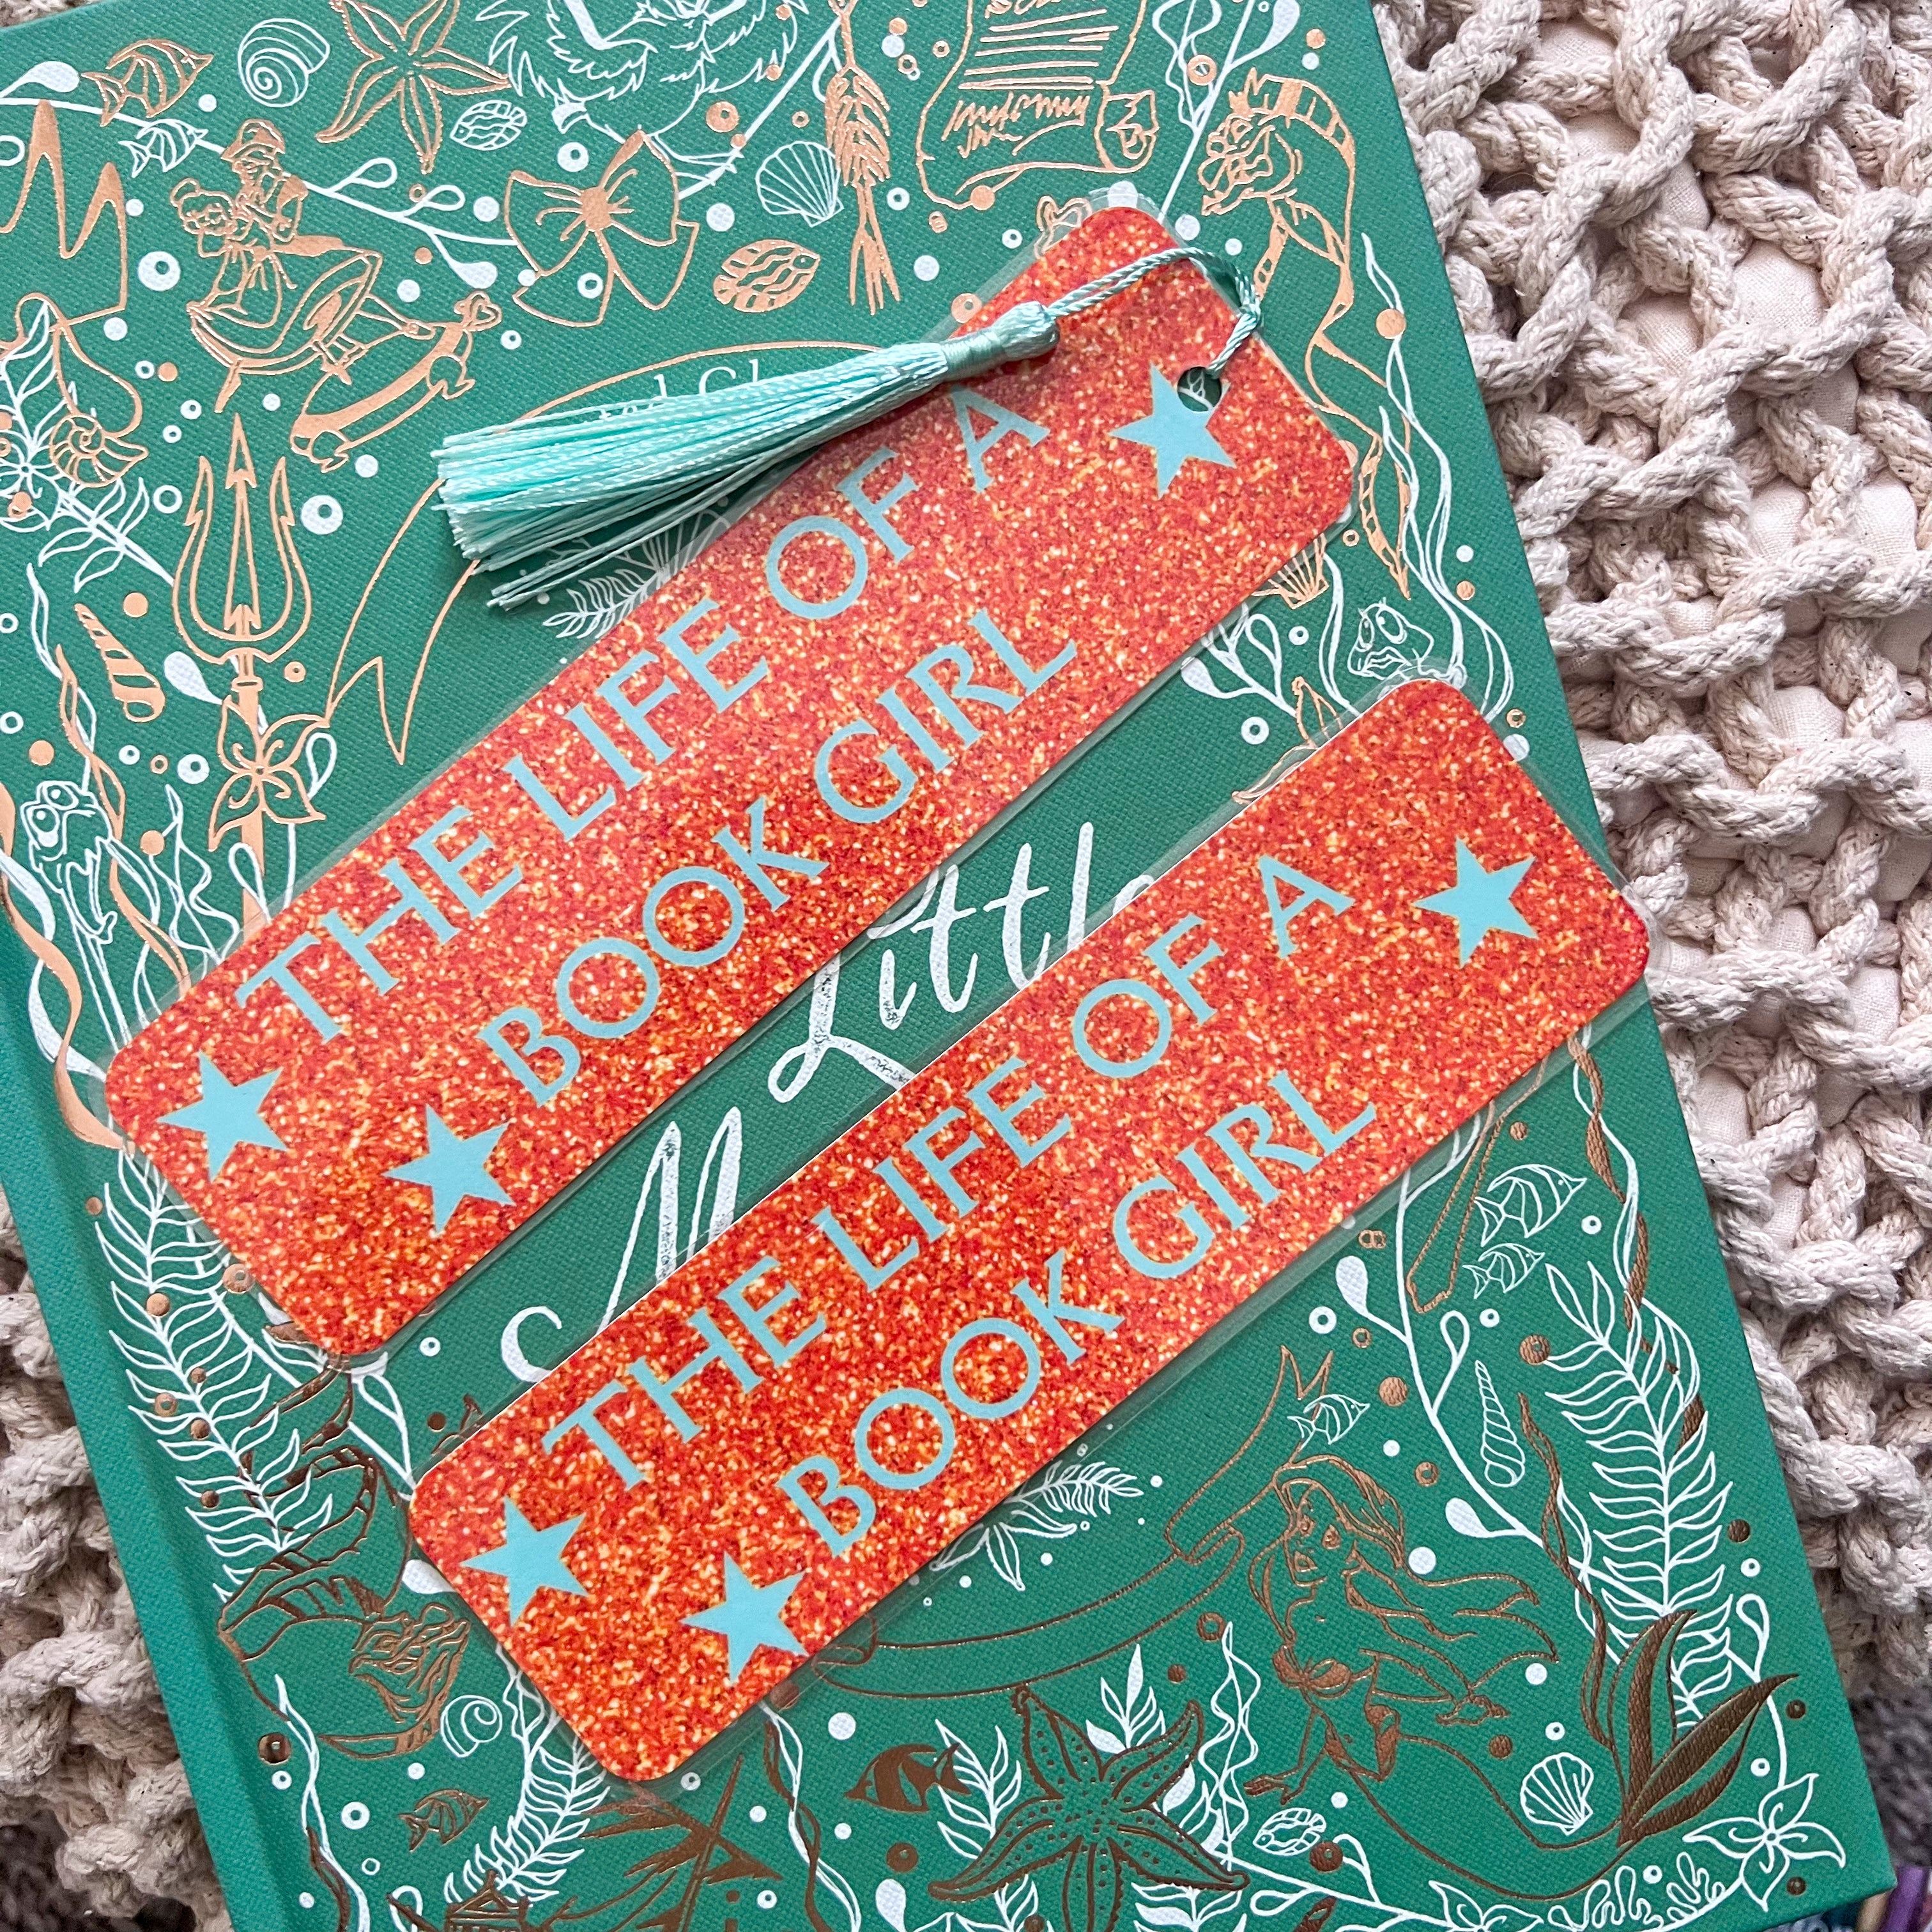 THE LIFE OF A
BOOK GIRL
THE LIFE OF A
BOOK GIRL
Little